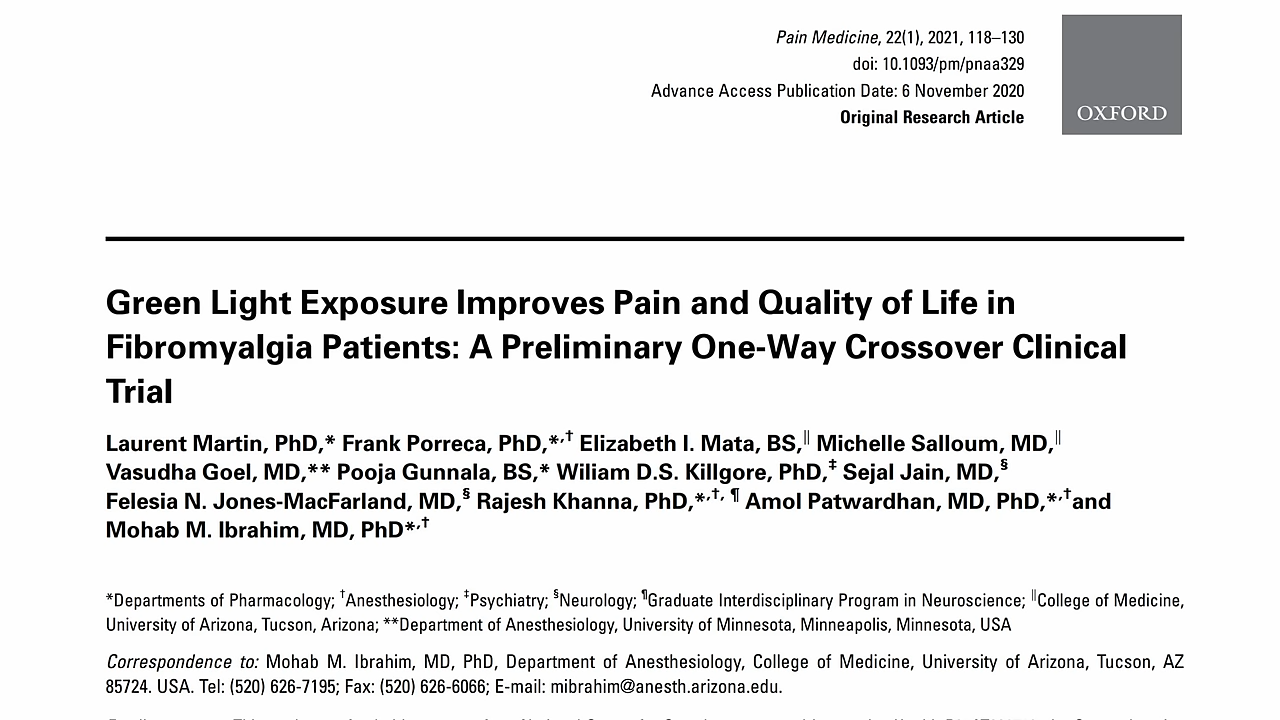 Pain Medicine, 22(1), 2021, 118–130
doi: 10.1093/pm/pnaa329
Advance Access Publication Date: 6 November 2020
Original Research Article
OXFORD
Green Light Exposure Improves Pain and Quality of Life in
Fibromyalgia Patients: A Preliminary One-Way Crossover Clinical
Trial
Laurent Martin, PhD,* Frank Porreca, PhD,*,† Elizabeth I. Mata, BS,‖ Michelle Salloum, MD,‖
Vasudha Goel, MD,** Pooja Gunnala, BS,* Wiliam D.S. Killgore, PhD,‡ Sejal Jain, MD,§
Felesia N. Jones-MacFarland, MD,§ Rajesh Khanna, PhD,*,†, ¶ Amol Patwardhan, MD, PhD,*,†and
Mohab M. Ibrahim, MD, PhD*,†
*Departments of Pharmacology; †Anesthesiology; ‡Psychiatry; §Neurology; ¶Graduate Interdisciplinary Program in Neuroscience; ‖College of Medicine,
University of Arizona, Tucson, Arizona; **Department of Anesthesiology, University of Minnesota, Minneapolis, Minnesota, USA
Correspondence to: Mohab M. Ibrahim, MD, PhD, Department of Anesthesiology, College of Medicine, University of Arizona, Tucson, AZ
85724. USA. Tel: (520) 626-7195; Fax: (520) 626-6066; E-mail: mibrahim@anesth.arizona.edu.